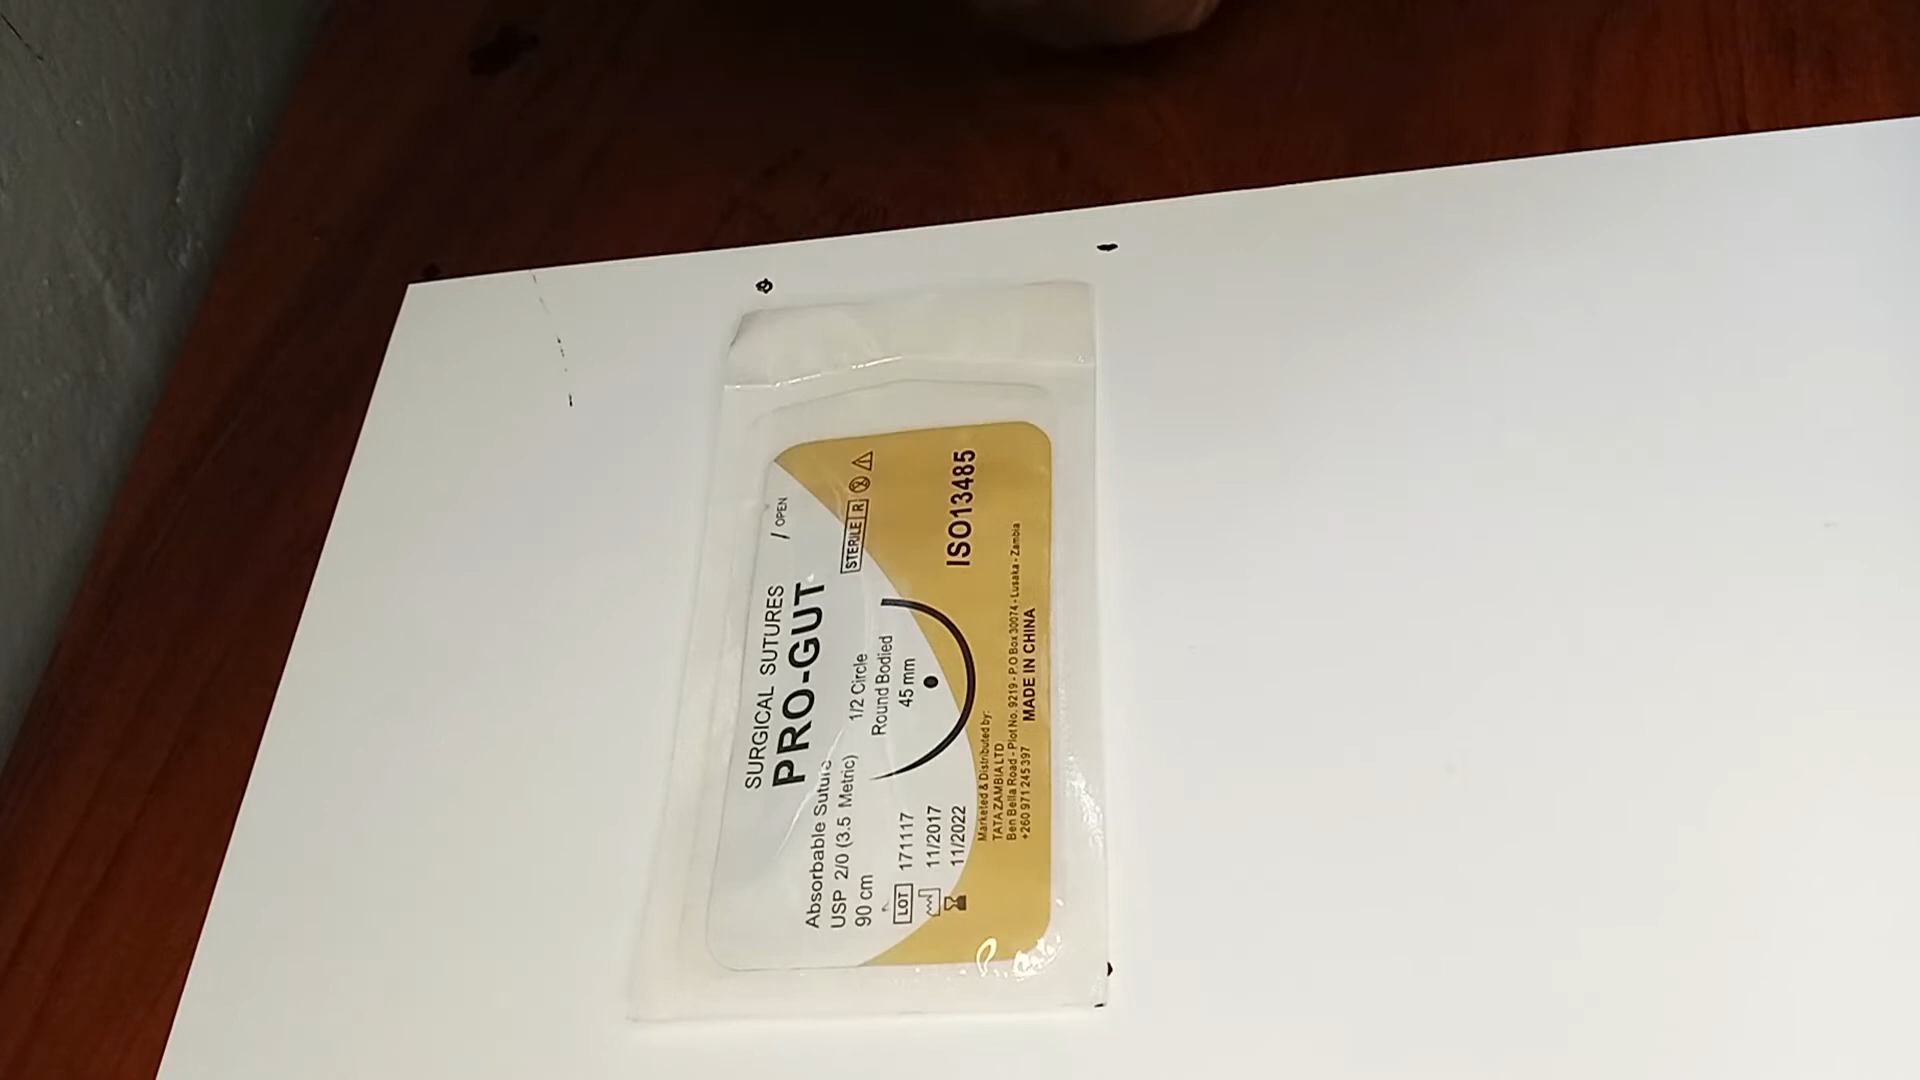 SURGICAL SUTURES
PRO-GUT
/ OPEN
Absorbable Suture
USP 2/0 (3.5 Metric)
90 cm
1/2 Circle
Round Bodied
45 mm
STERILE R
LOT 171117
11/2017
11/2022
ISO13485
Marketed & Distributed by:
TATA ZAMBIA LTD
Ben Bella Road - Plot No. 9219 - P.O Box 30074 - Lusaka - Zambia
+260 971 245 397
MADE IN CHINA